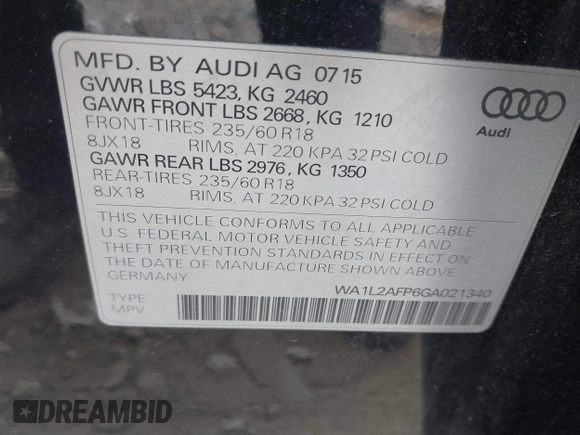 MFD. BY AUDI AG 07 15
GVWR LBS 5423, KG 2460
GAWR FRONT LBS 2668, KG 1210
FRONT-TIRES 235/60 R18
8JX18 RIMS, AT 220 KPA 32 PSI COLD
GAWR REAR LBS 2976, KG 1350
REAR-TIRES 235/60 R18
8JX18 RIMS, AT 220 KPA 32 PSI COLD
Audi
THIS VEHICLE CONFORMS TO ALL APPLICABLE
U.S. FEDERAL MOTOR VEHICLE SAFETY AND
THEFT PREVENTION STANDARDS IN EFFECT ON
THE DATE OF MANUFACTURE SHOWN ABOVE
GERMANY
WA1L2AFP6GA021340
TYPE
MPV
DREAMBID